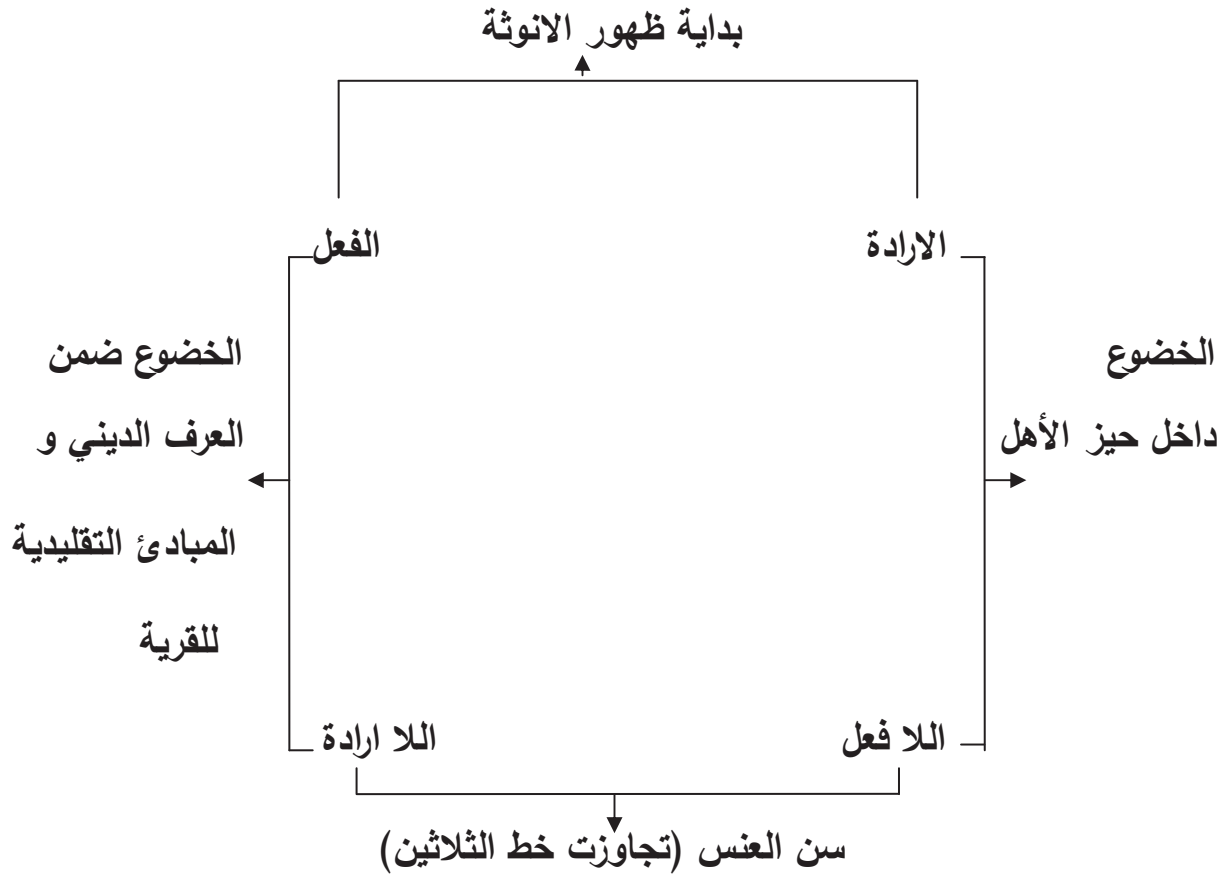 بداية ظهور الانوثة
الارادة
الفعل
الخضوع
داخل حيز الأهل
الخضوع ضمن
العرف الديني و
المبادئ التقليدية
للقرية
اللا فعل
اللا ارادة
سن العنس (تجاوزت خط الثلاثين)